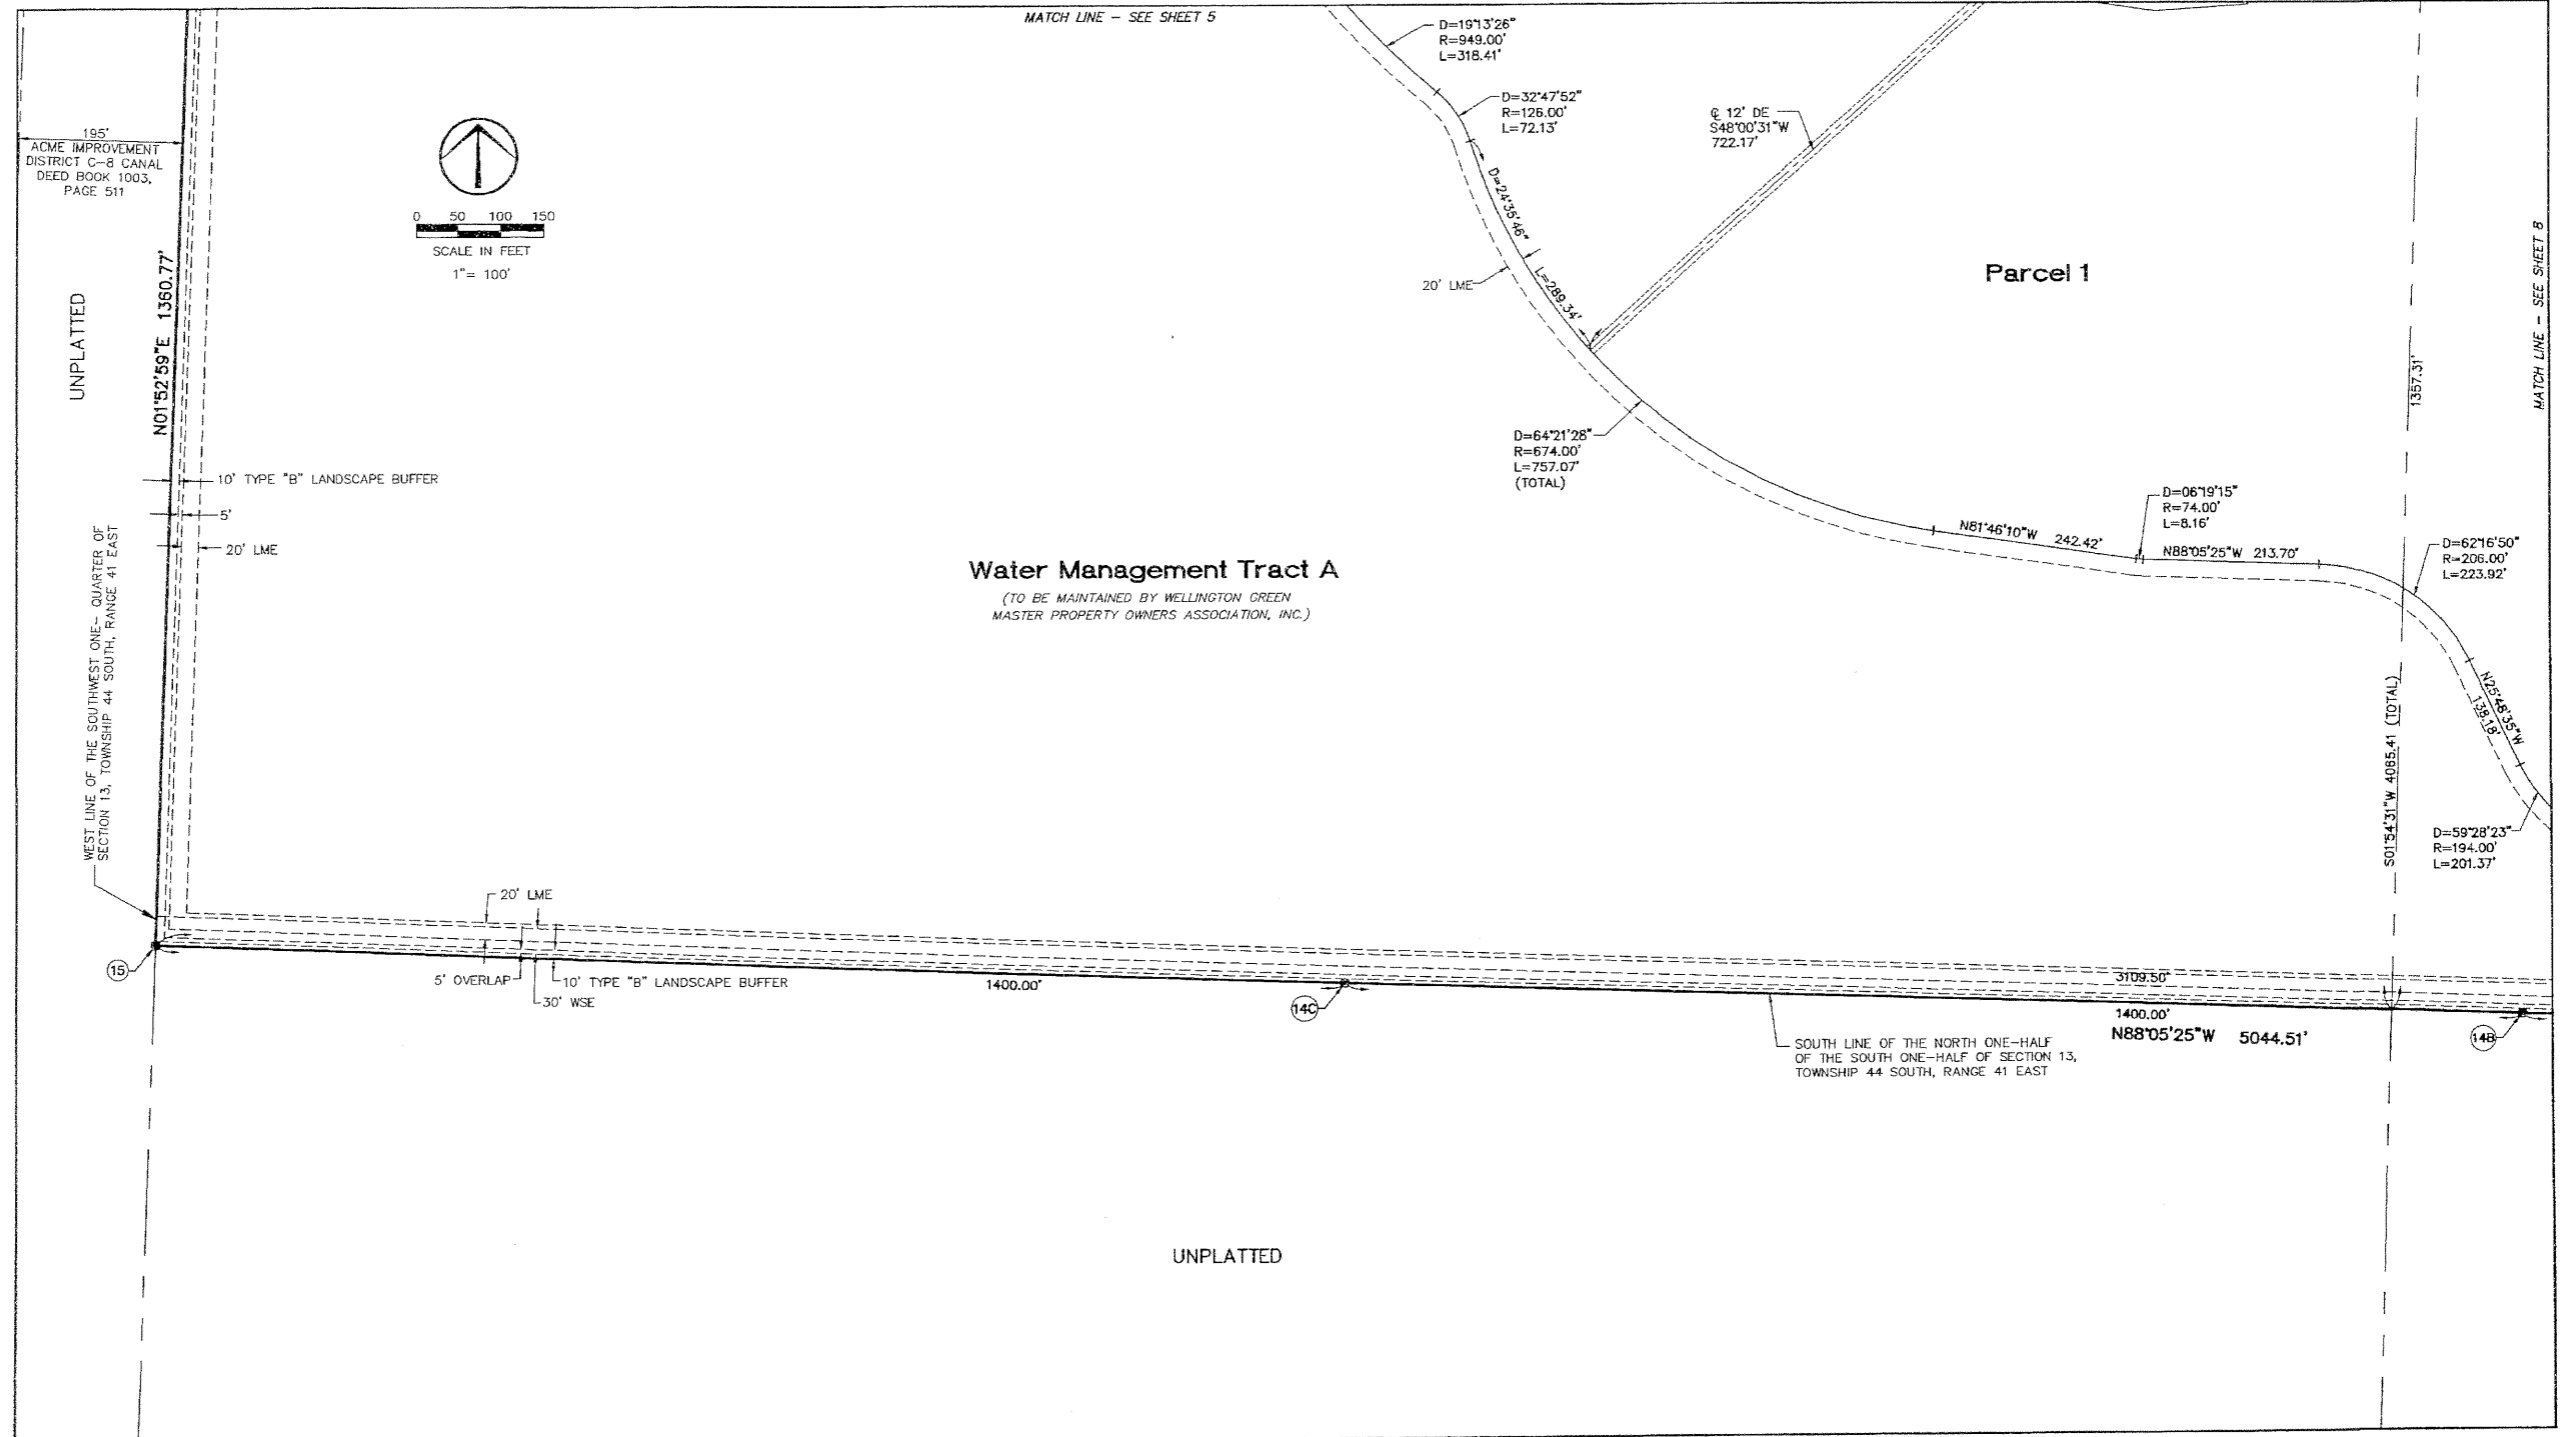 MATCH LINE – SEE SHEET 5
D=19°13'26"
R=949.00'
L=318.41'
D=32°47'52"
R=126.00'
L=72.13'
℄ 12' DE
S48°00'31"W
722.17'
195'
ACME IMPROVEMENT
DISTRICT C–8 CANAL
DEED BOOK 1003,
PAGE 511
0 50 100 150
SCALE IN FEET
1"= 100'
D=24°35'46"
L=289.34'
20' LME
Parcel 1
MATCH LINE – SEE SHEET 8
UNPLATTED
N01°52'59"E 1360.77'
1357.31'
D=64°21'28"
R=674.00'
L=757.07'
(TOTAL)
10' TYPE "B" LANDSCAPE BUFFER
5'
20' LME
WEST LINE OF THE SOUTHWEST ONE– QUARTER OF
SECTION 13, TOWNSHIP 44 SOUTH, RANGE 41 EAST
D=06°19'15"
R=74.00'
L=8.16'
N81°46'10"W 242.42'
N88°05'25"W 213.70'
D=62°16'50"
R=206.00'
L=223.92'
Water Management Tract A
(TO BE MAINTAINED BY WELLINGTON GREEN
MASTER PROPERTY OWNERS ASSOCIATION, INC.)
N25°48'35"W
138.18'
S01°54'31"W 4065.41 (TOTAL)
D=59°28'23"
R=194.00'
L=201.37'
20' LME
15
5' OVERLAP
10' TYPE "B" LANDSCAPE BUFFER
30' WSE
1400.00'
14C
3109.50'
1400.00'
N88°05'25"W 5044.51'
14B
SOUTH LINE OF THE NORTH ONE–HALF
OF THE SOUTH ONE–HALF OF SECTION 13,
TOWNSHIP 44 SOUTH, RANGE 41 EAST
UNPLATTED